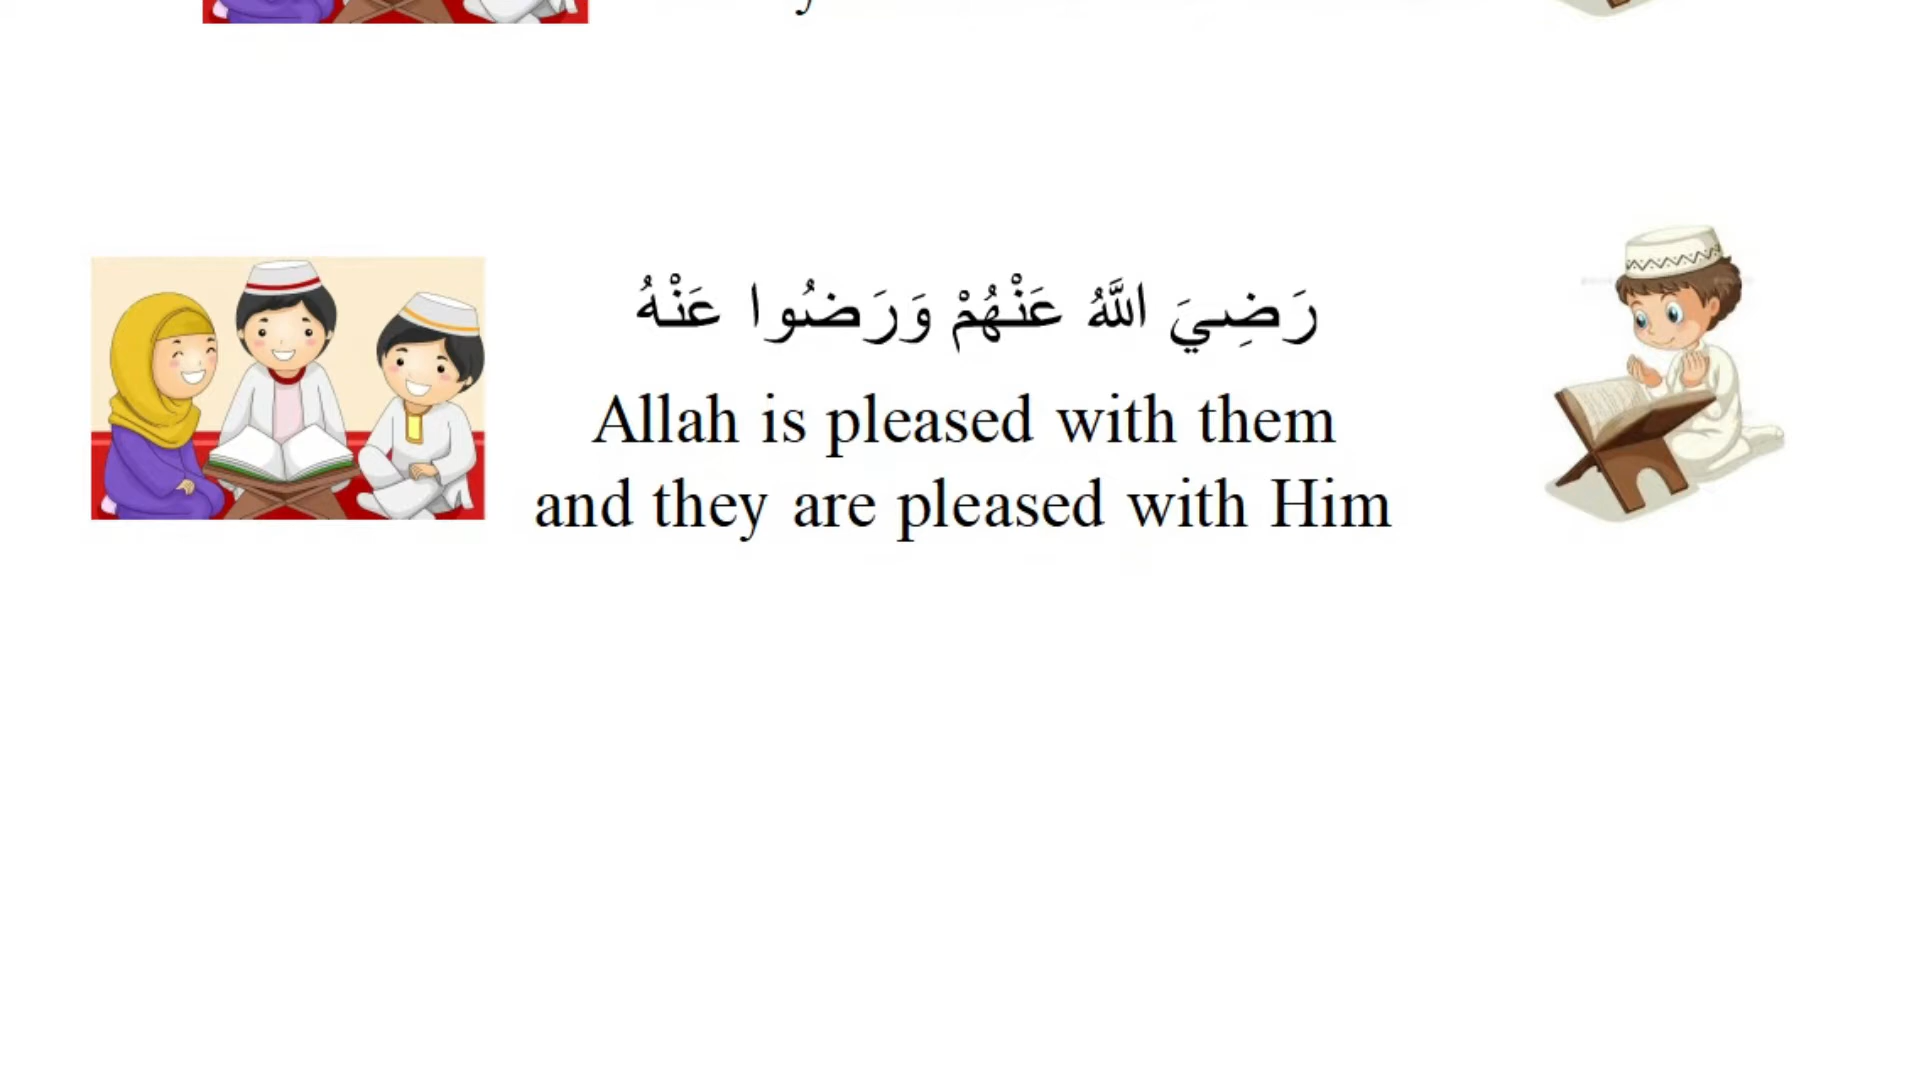 رَضِيَ اللَّهُ عَنْهُمْ وَرَضُوا عَنْهُ
Allah is pleased with them
and they are pleased with Him